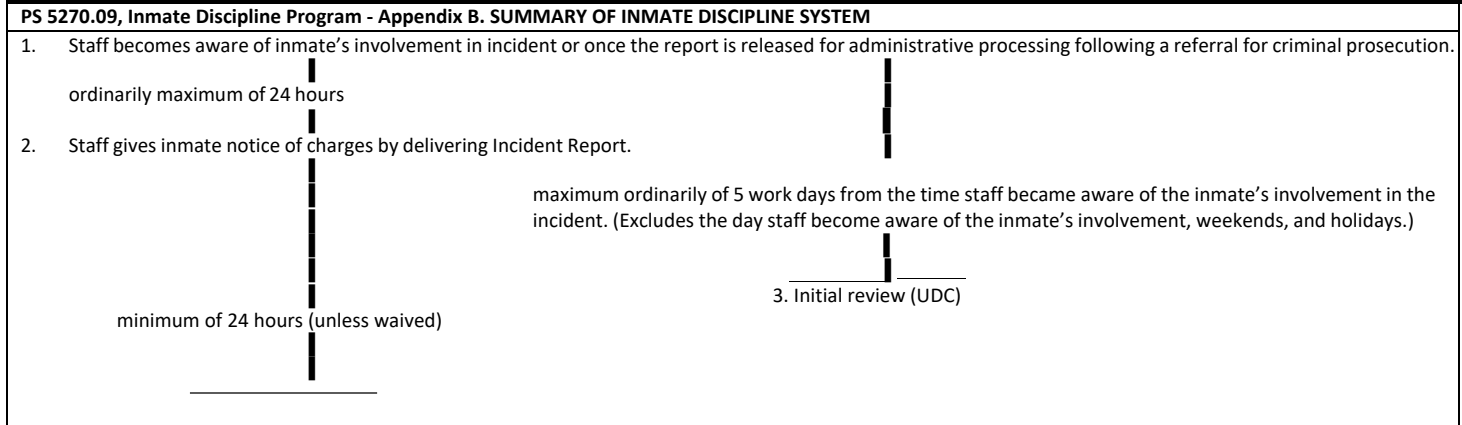 PS 5270.09, Inmate Discipline Program - Appendix B. SUMMARY OF INMATE DISCIPLINE SYSTEM
1. Staff becomes aware of inmate’s involvement in incident or once the report is released for administrative processing following a referral for criminal prosecution.
ordinarily maximum of 24 hours
2. Staff gives inmate notice of charges by delivering Incident Report.
maximum ordinarily of 5 work days from the time staff became aware of the inmate’s involvement in the
incident. (Excludes the day staff become aware of the inmate’s involvement, weekends, and holidays.)
3. Initial review (UDC)
minimum of 24 hours (unless waived)